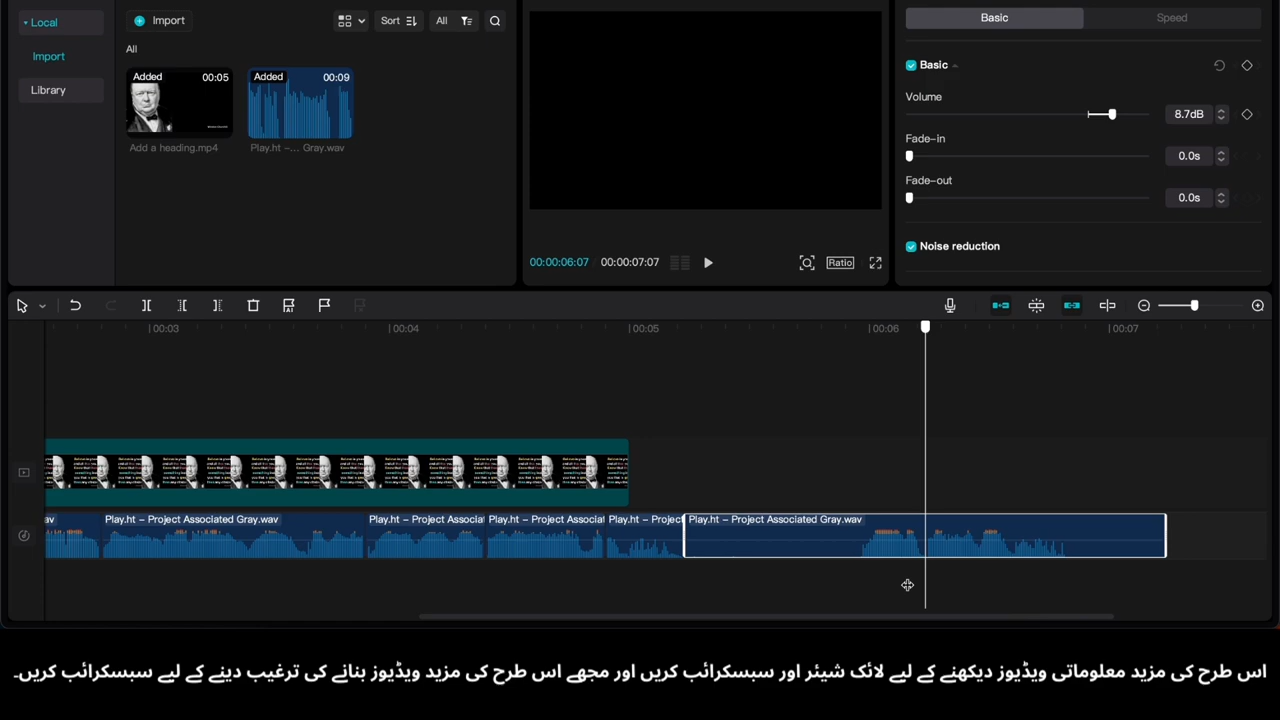 Local
Import
Library
Import
Sort
All
All
Added 00:05
Added 00:09
Add a heading.mp4
Play.ht -... Gray.wav
00:00:06:07 / 00:00:07:07
Ratio
Basic
Speed
Basic
Volume
8.7dB
Fade-in
0.0s
Fade-out
0.0s
Noise reduction
00:03
00:04
00:05
00:06
00:07
av
Play.ht – Project Associated Gray.wav
Play.ht – Project Associat
Play.ht – Project Associat
Play.ht – Project
Play.ht – Project Associated Gray.wav
اس طرح کی مزید معلوماتی ویڈیوز دیکھنے کے لیے لائک شیئر اور سبسکرائب کریں اور مجھے اس طرح کی مزید ویڈیوز بنانے کی ترغیب دینے کے لیے سبسکرائب کریں۔